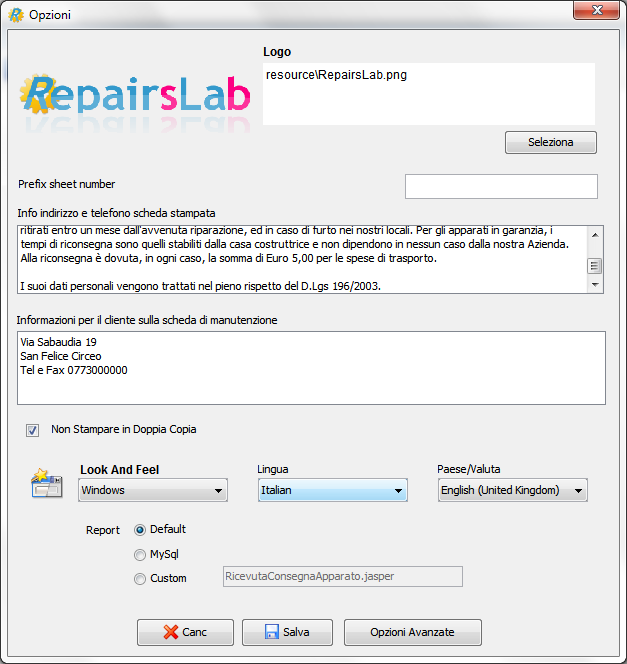 Opzioni
Logo
RepairsLab
resource\RepairsLab.png
Seleziona
Prefix sheet number
Info indirizzo e telefono scheda stampata
ritirati entro un mese dall'avvenuta riparazione, ed in caso di furto nei nostri locali. Per gli apparati in garanzia, i
tempi di riconsegna sono quelli stabiliti dalla casa costruttrice e non dipendono in nessun caso dalla nostra Azienda.
Alla riconsegna è dovuta, in ogni caso, la somma di Euro 5,00 per le spese di trasporto.
I suoi dati personali vengono trattati nel pieno rispetto del D.Lgs 196/2003.
Informazioni per il cliente sulla scheda di manutenzione
Via Sabaudia 19
San Felice Circeo
Tel e Fax 0773000000
Non Stampare in Doppia Copia
Look And Feel
Lingua
Paese/Valuta
Windows
Italian
English (United Kingdom)
Report
Default
MySql
Custom
RicevutaConsegnaApparato.jasper
Canc
Salva
Opzioni Avanzate